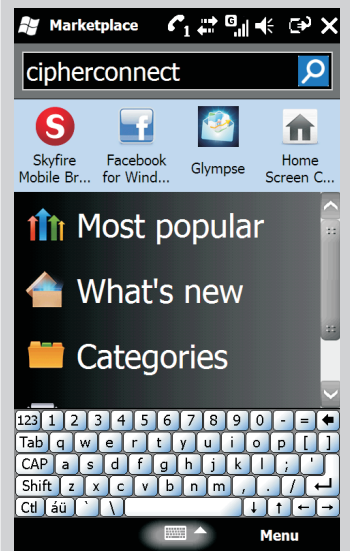 Marketplace 1 G
cipherconnect
S f
Skyfire Facebook Glympse Home
Mobile Br... for Wind... Screen C...
Most popular
What's new
Categories
123 1 2 3 4 5 6 7 8 9 0 - =
Tab q w e r t y u i o p [ ]
CAP a s d f g h j k l ; '
Shift z x c v b n m , . /
Ctl áü ` \
Menu